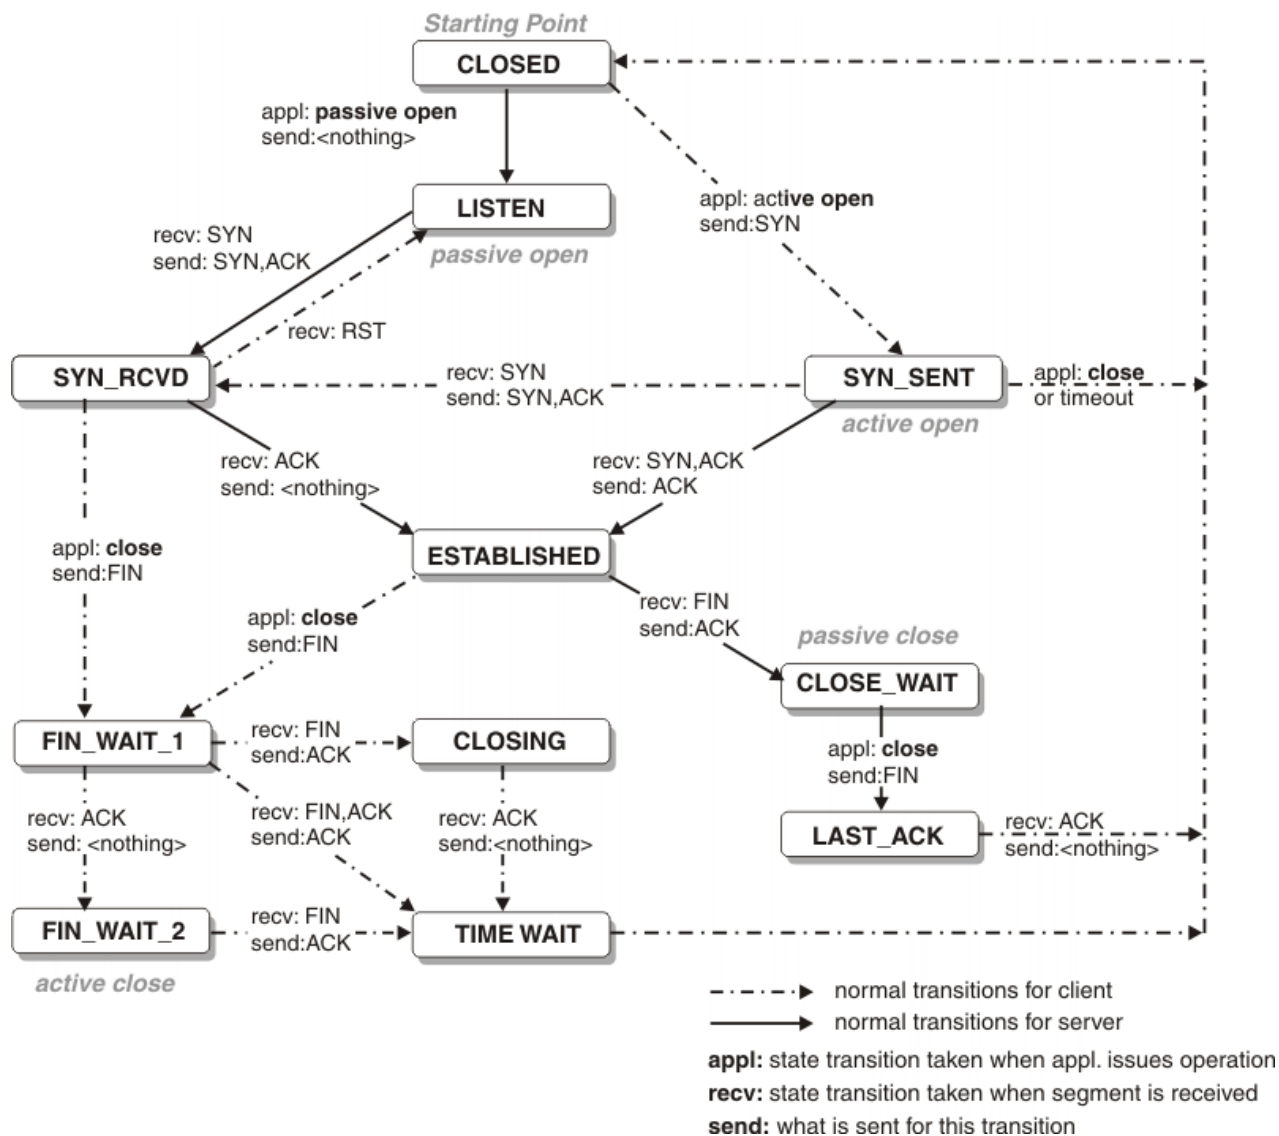 Starting Point
CLOSED
appl: passive open
send:<nothing>
LISTEN
passive open
appl: active open
send:SYN
recv: SYN
send: SYN,ACK
recv: RST
SYN_RCVD
recv: SYN
send: SYN,ACK
SYN_SENT
active open
appl: close
or timeout
recv: ACK
send: <nothing>
recv: SYN,ACK
send: ACK
appl: close
send:FIN
ESTABLISHED
appl: close
send:FIN
recv: FIN
send:ACK
passive close
CLOSE_WAIT
FIN_WAIT_1
recv: FIN
send:ACK
CLOSING
appl: close
send:FIN
recv: ACK
send: <nothing>
recv: FIN,ACK
send:ACK
recv: ACK
send:<nothing>
LAST_ACK
recv: ACK
send:<nothing>
FIN_WAIT_2
active close
recv: FIN
send:ACK
TIME WAIT
normal transitions for client
normal transitions for server
appl: state transition taken when appl. issues operation
recv: state transition taken when segment is received
send: what is sent for this transition